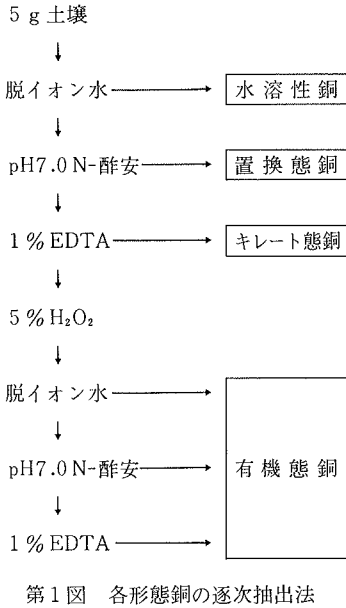 5 g 土壌
脱イオン水 水溶性銅
pH7.0 N-酢安 置換態銅
1%EDTA キレート態銅
5%H₂O₂
脱イオン水
pH7.0 N-酢安 有機態銅
1%EDTA
第1図 各形態銅の逐次抽出法